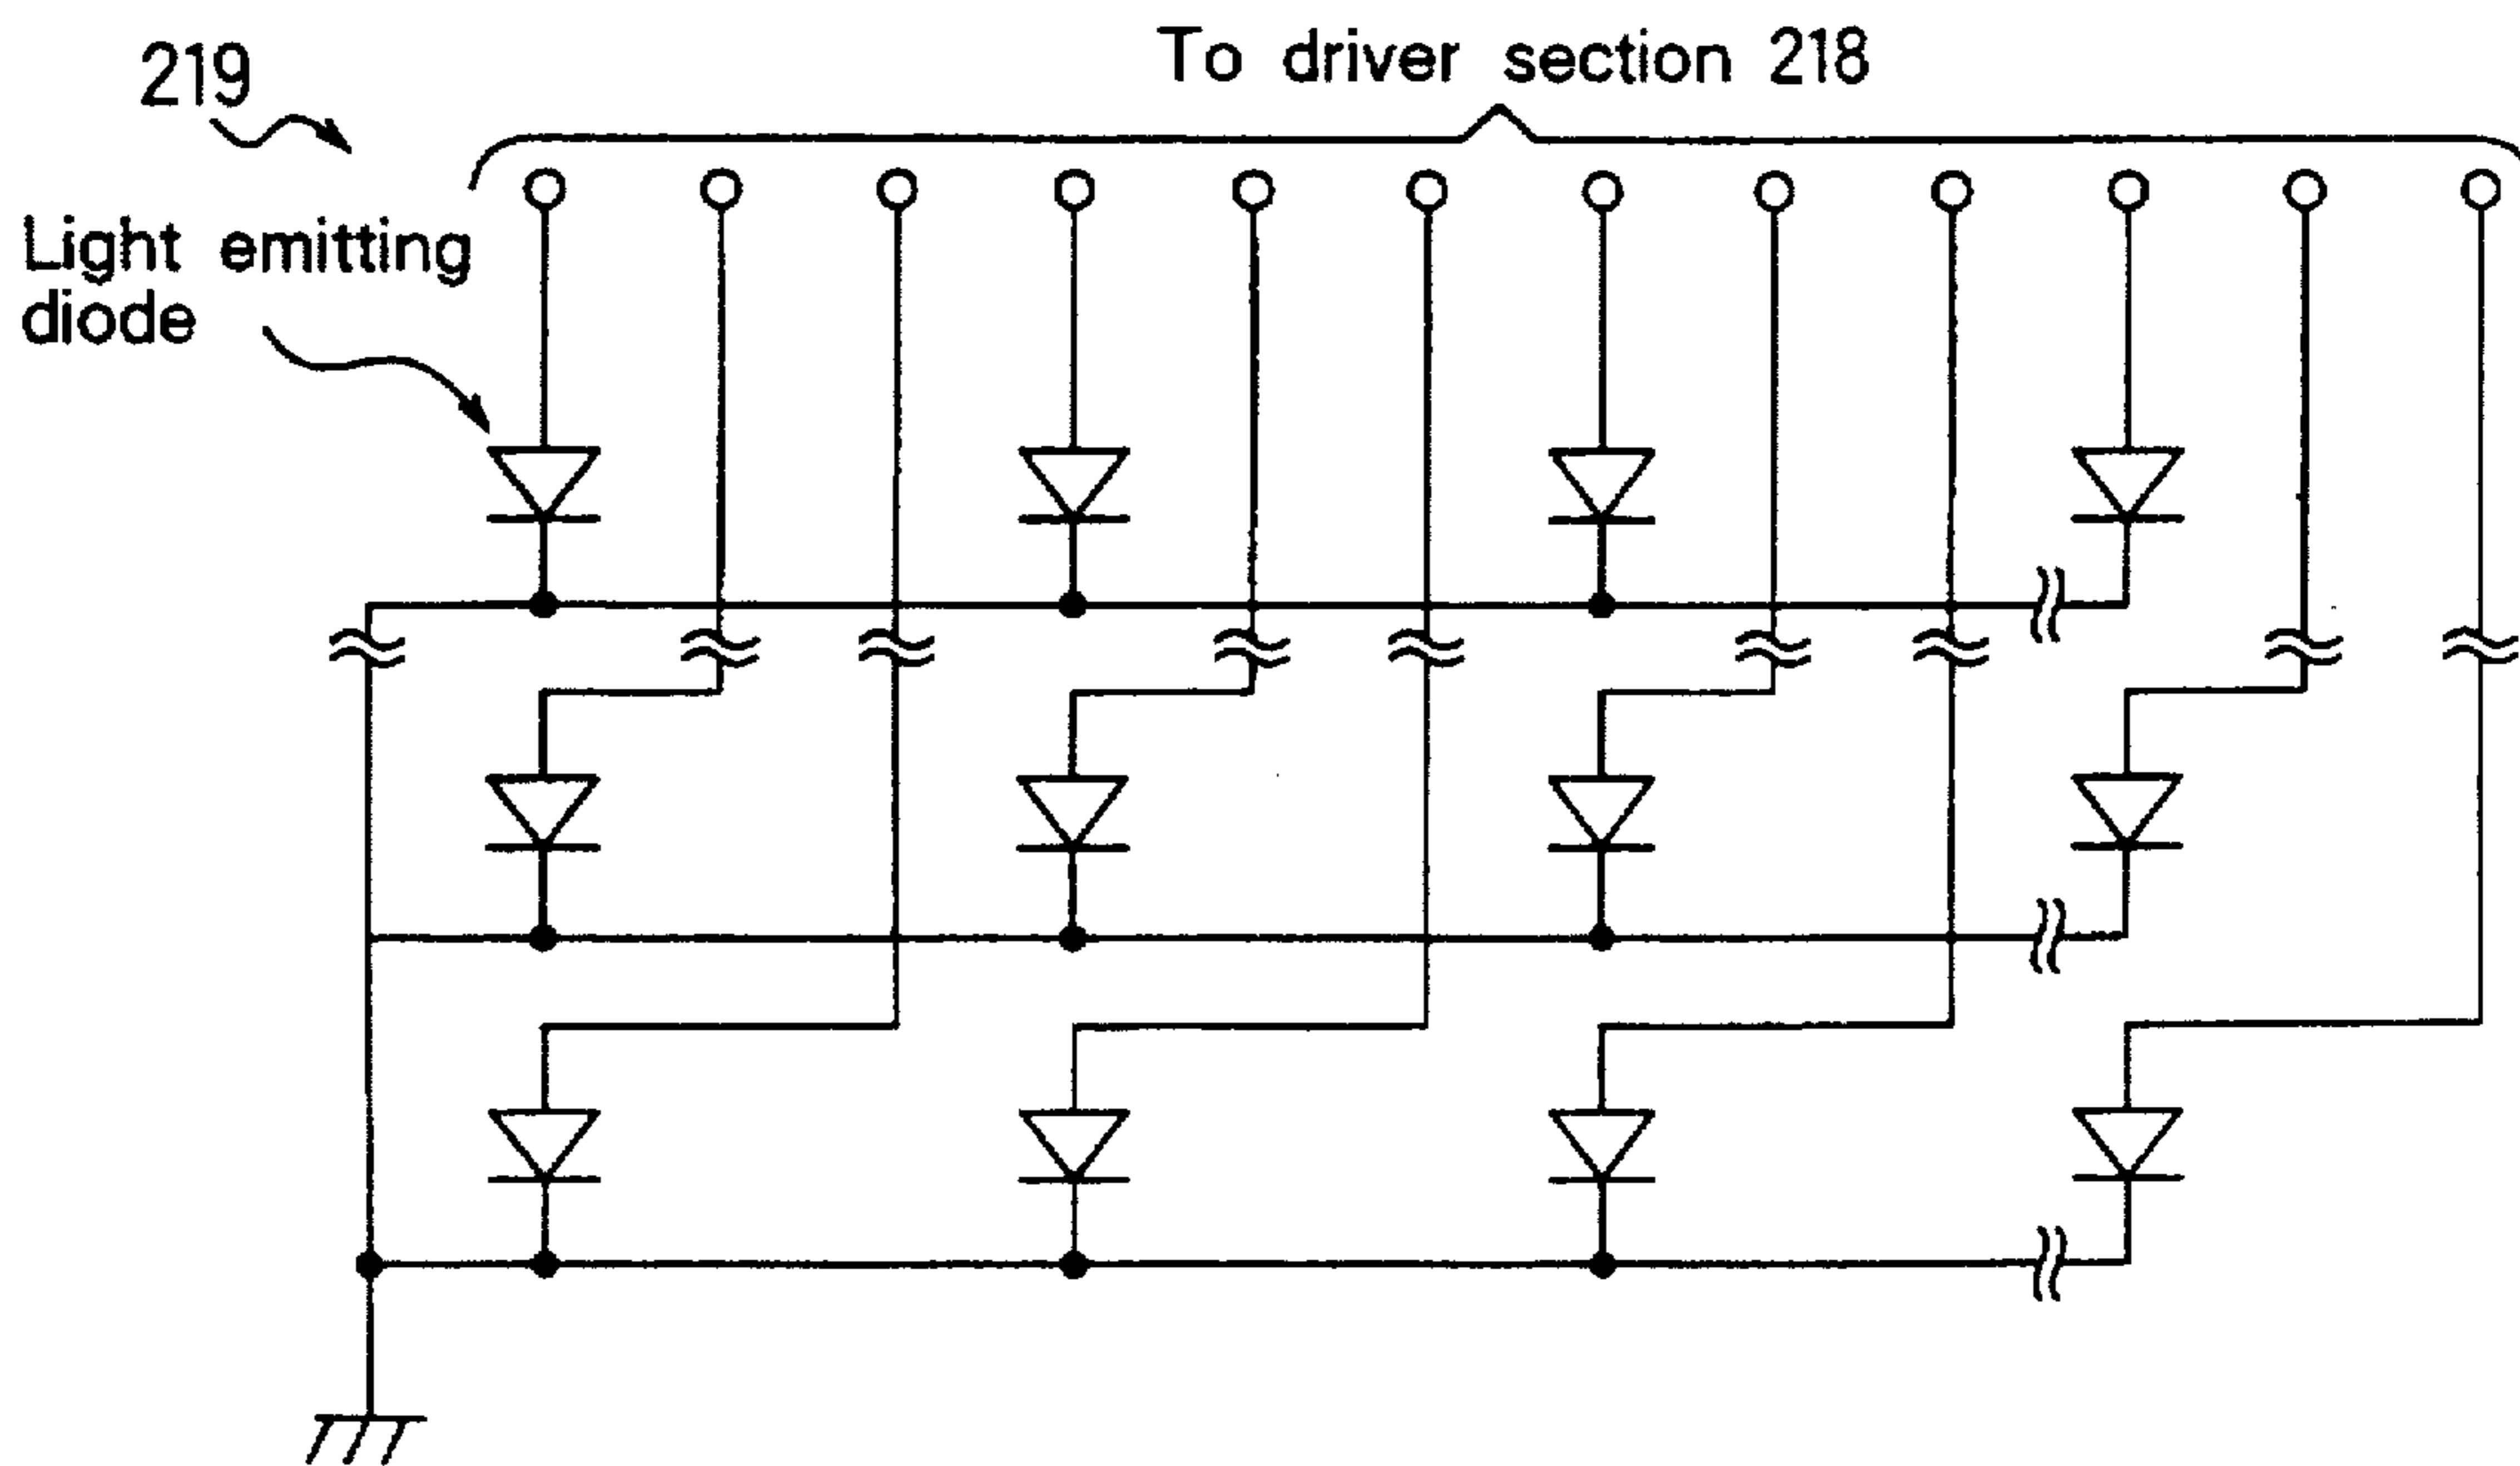 219
To driver section 218
Light emitting
diode